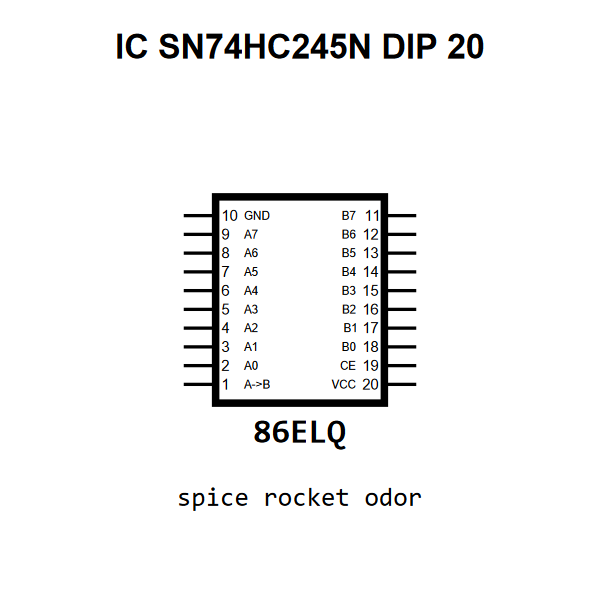 IC SN74HC245N DIP 20
10 GND B7 11
9 A7 B6 12
8 A6 B5 13
7 A5 B4 14
6 A4 B3 15
5 A3 B2 16
4 A2 B1 17
3 A1 B0 18
2 A0 CE 19
1 A->B VCC 20
86ELQ
spice rocket odor